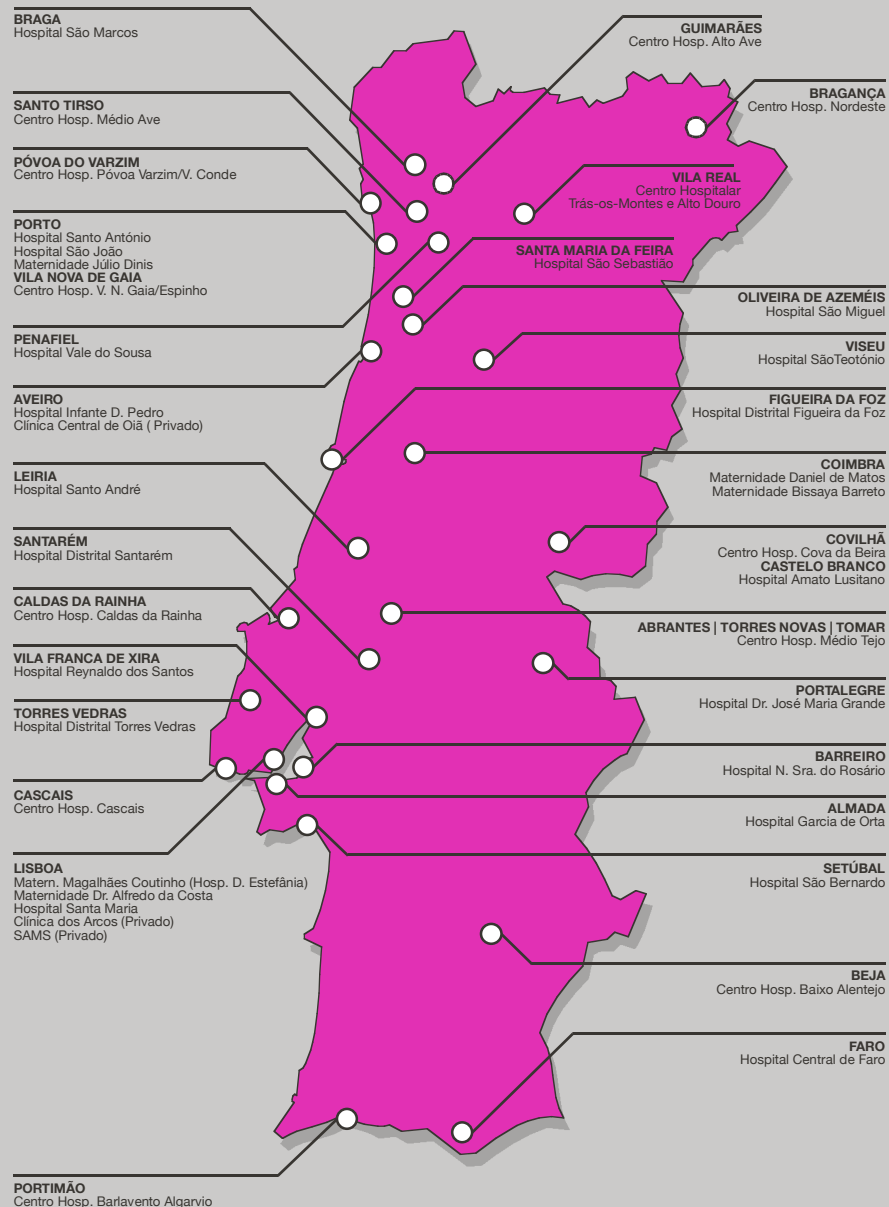 BRAGA
Hospital São Marcos
SANTO TIRSO
Centro Hosp. Médio Ave
PÓVOA DO VARZIM
Centro Hosp. Póvoa Varzim/V. Conde
PORTO
Hospital Santo António
Hospital São João
Maternidade Júlio Dinis
VILA NOVA DE GAIA
Centro Hosp. V. N. Gaia/Espinho
PENAFIEL
Hospital Vale do Sousa
AVEIRO
Hospital Infante D. Pedro
Clínica Central de Oiã ( Privado)
LEIRIA
Hospital Santo André
SANTARÉM
Hospital Distrital Santarém
CALDAS DA RAINHA
Centro Hosp. Caldas da Rainha
VILA FRANCA DE XIRA
Hospital Reynaldo dos Santos
TORRES VEDRAS
Hospital Distrital Torres Vedras
CASCAIS
Centro Hosp. Cascais
LISBOA
Matern. Magalhães Coutinho (Hosp. D. Estefânia)
Maternidade Dr. Alfredo da Costa
Hospital Santa Maria
Clínica dos Arcos (Privado)
SAMS (Privado)
PORTIMÃO
Centro Hosp. Barlavento Algarvio
GUIMARÃES
Centro Hosp. Alto Ave
BRAGANÇA
Centro Hosp. Nordeste
VILA REAL
Centro Hospitalar
Trás-os-Montes e Alto Douro
SANTA MARIA DA FEIRA
Hospital São Sebastião
OLIVEIRA DE AZEMÉIS
Hospital São Miguel
VISEU
Hospital SãoTeotónio
FIGUEIRA DA FOZ
Hospital Distrital Figueira da Foz
COIMBRA
Maternidade Daniel de Matos
Maternidade Bissaya Barreto
COVILHÃ
Centro Hosp. Cova da Beira
CASTELO BRANCO
Hospital Amato Lusitano
ABRANTES | TORRES NOVAS | TOMAR
Centro Hosp. Médio Tejo
PORTALEGRE
Hospital Dr. José Maria Grande
BARREIRO
Hospital N. Sra. do Rosário
ALMADA
Hospital Garcia de Orta
SETÚBAL
Hospital São Bernardo
BEJA
Centro Hosp. Baixo Alentejo
FARO
Hospital Central de Faro